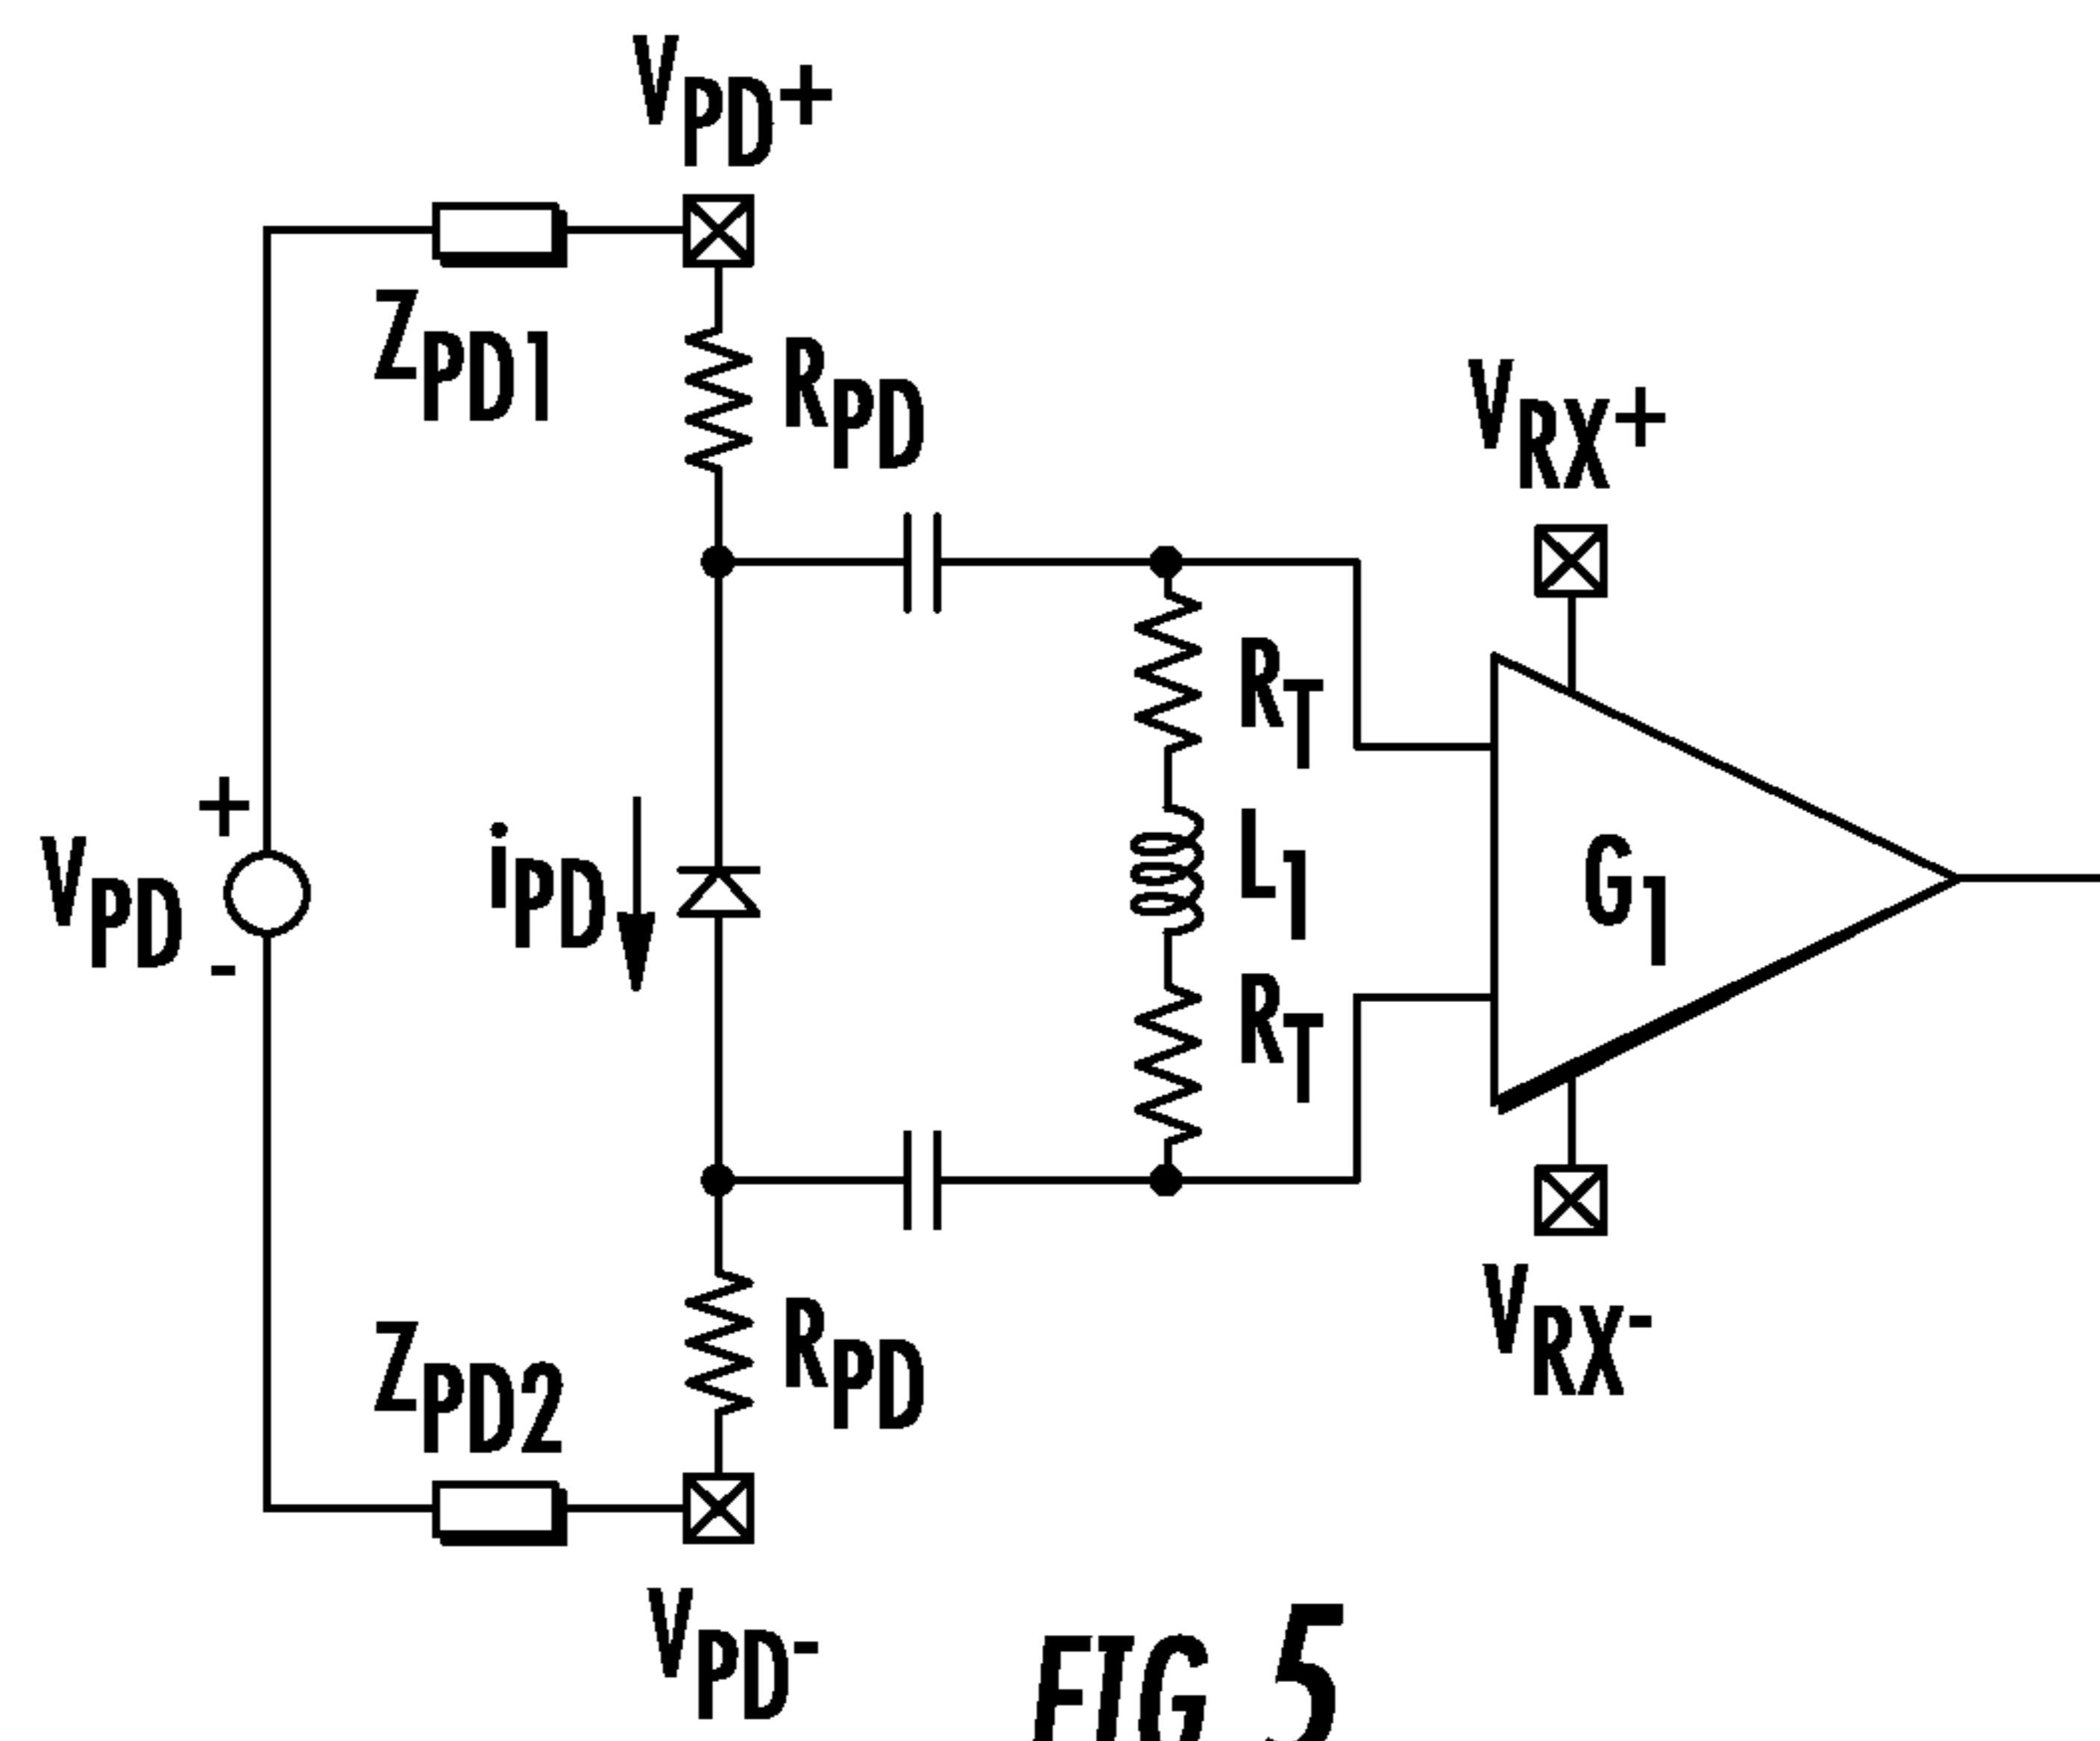 VPD+
ZPD1
RPD
VRX+
RT
+
VPD
-
iPD
L1
G1
RT
ZPD2
RPD
VRX-
VPD-
FIG 5